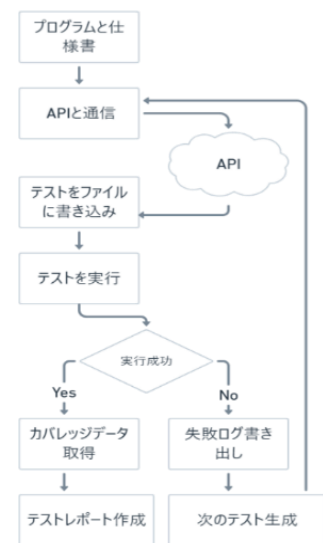 プログラムと仕
様書
APIと通信
API
テストをファイル
に書き込み
テストを実行
実行成功
Yes
No
カバレッジデータ
取得
失敗ログ書き
出し
テストレポート作成
次のテスト生成